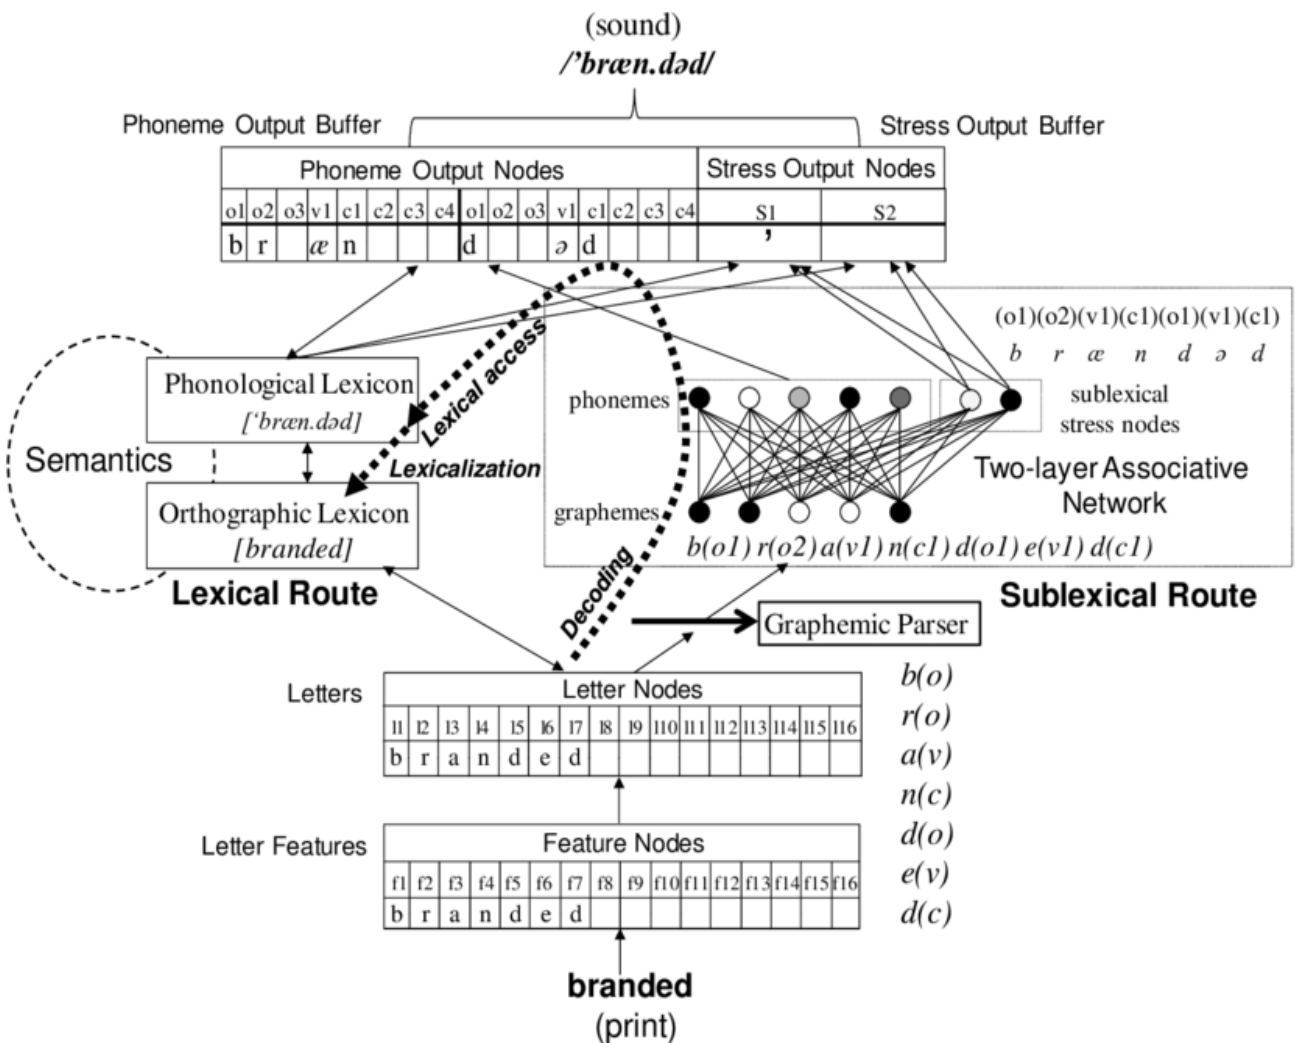 (sound)
/’bræn.dəd/
Phoneme Output Buffer
Stress Output Buffer
Phoneme Output Nodes
Stress Output Nodes
o1 o2 o3 v1 c1 c2 c3 c4 o1 o2 o3 v1 c1 c2 c3 c4 S1 S2
b r æ n d ə d ’
(o1)(o2)(v1)(c1)(o1)(v1)(c1)
b r æ n d ə d
Phonological Lexicon
[‘bræn.dəd]
Lexical access
phonemes
sublexical
stress nodes
Semantics
Lexicalization
Two-layer Associative
Network
Orthographic Lexicon
[branded]
graphemes
b(o1) r(o2) a(v1) n(c1) d(o1) e(v1) d(c1)
Lexical Route
Decoding
Sublexical Route
Graphemic Parser
Letters
Letter Nodes
l1 l2 l3 l4 l5 l6 l7 l8 l9 l10 l11 l12 l13 l14 l15 l16
b r a n d e d
b(o)
r(o)
a(v)
n(c)
d(o)
e(v)
d(c)
Letter Features
Feature Nodes
f1 f2 f3 f4 f5 f6 f7 f8 f9 f10 f11 f12 f13 f14 f15 f16
b r a n d e d
branded
(print)